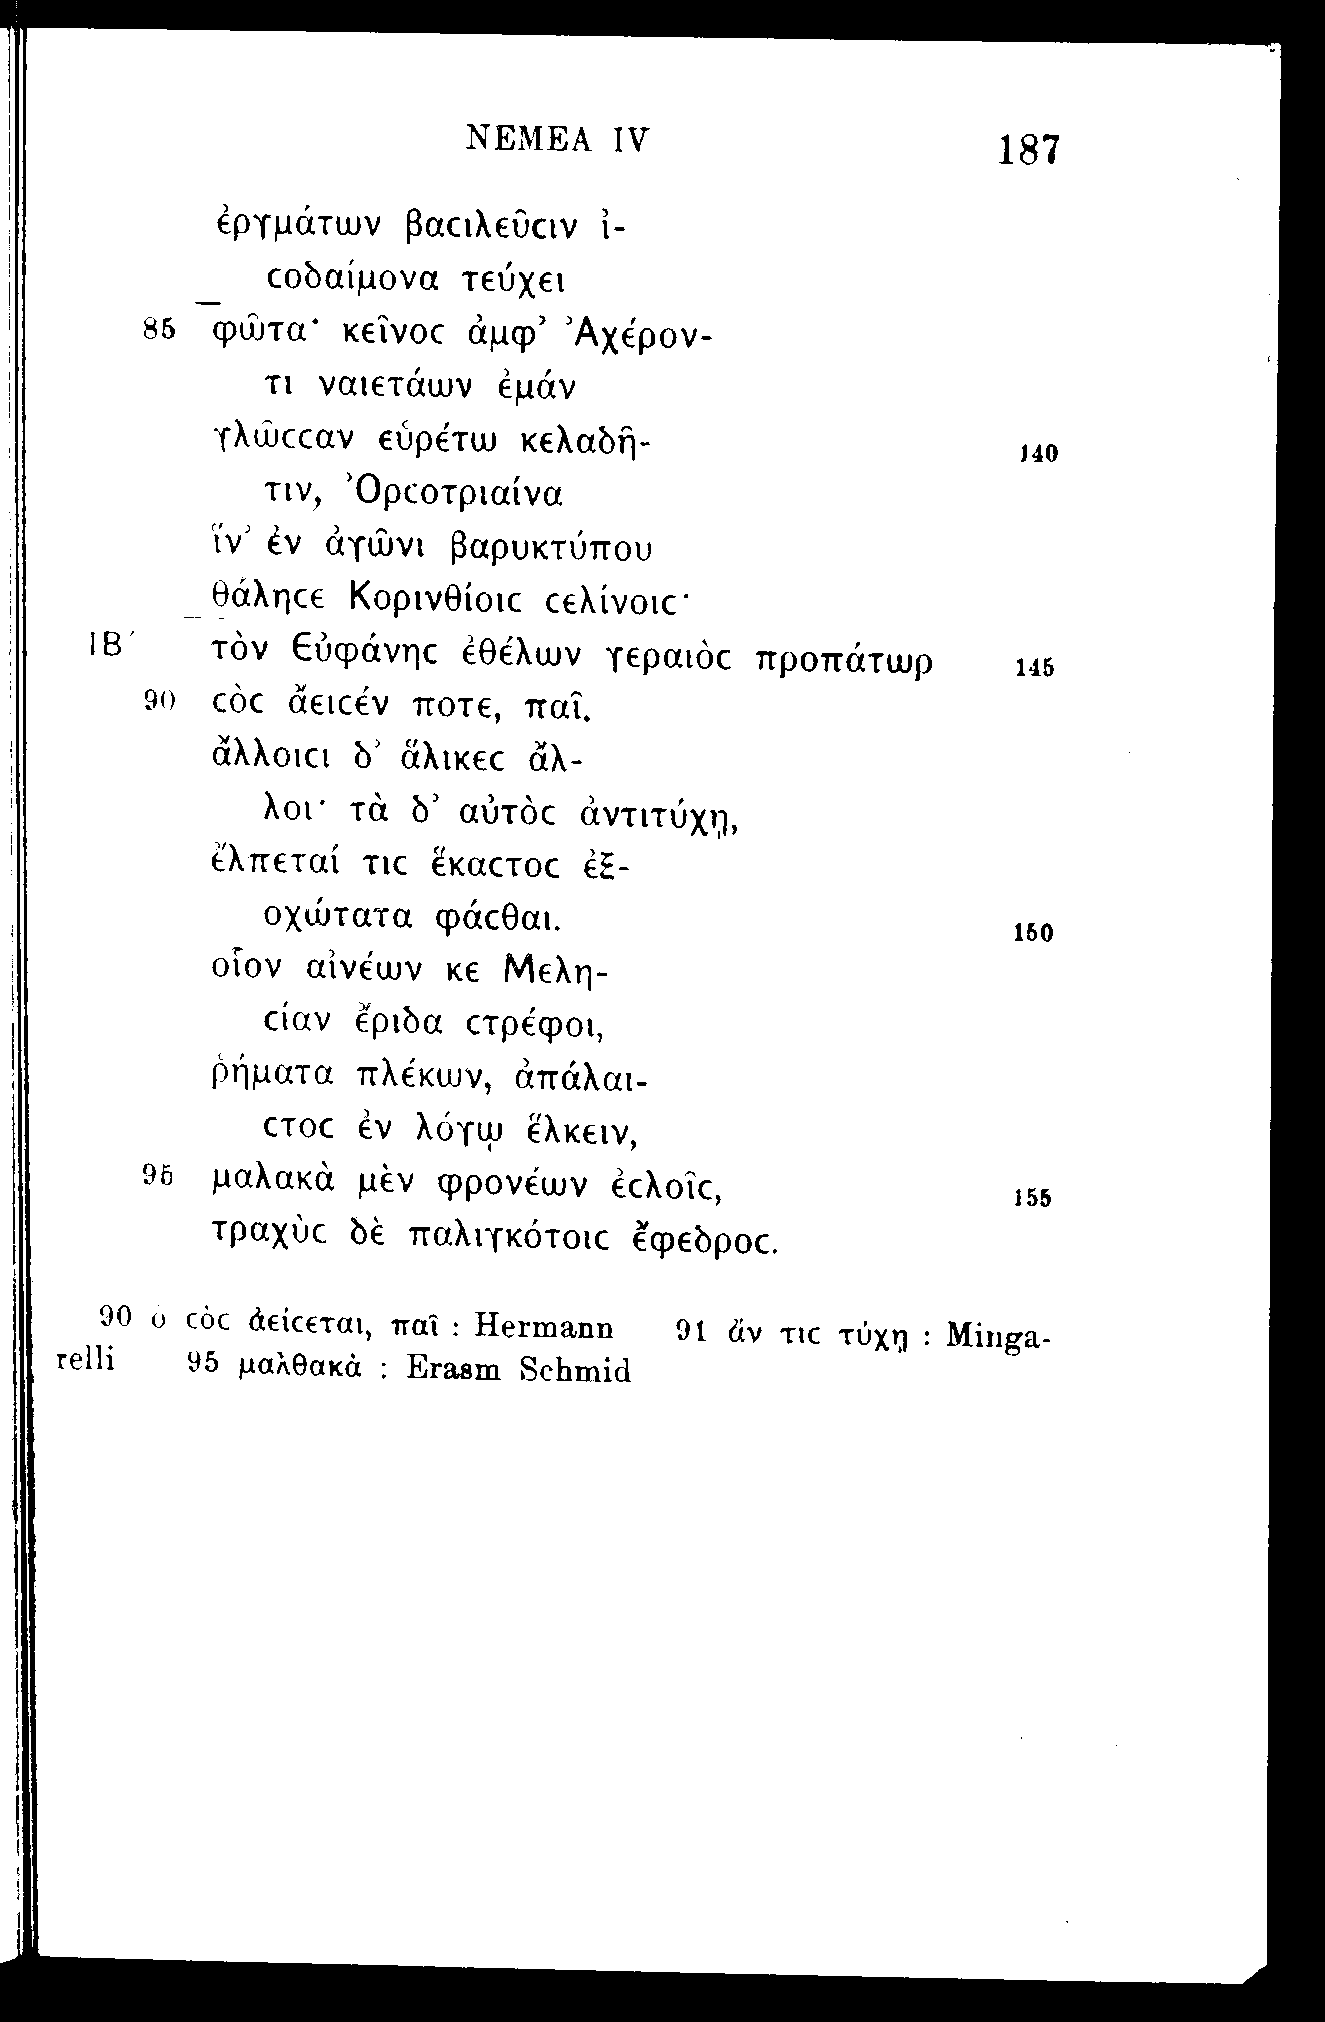 ΝΕΜΕΑ IV 187
ἐργμάτων βαϲιλεῦϲιν ἰ-
ϲοδαίμονα τεύχει
85 φῶτα· κεῖνοϲ ἀμφ’ Ἀχέρον-
τι ναιετάων ἐμάν
γλῶϲϲαν εὑρέτω κελαδῆ- 140
τιν, Ὀρϲοτριαίνα
ἵν’ ἐν ἀγῶνι βαρυκτύπου
θάληϲε Κορινθίοιϲ ϲελίνοιϲ·
ΙΒ΄ τὸν Εὐφάνηϲ ἐθέλων γεραιὸϲ προπάτωρ 145
90 ϲὸϲ ἄειϲέν ποτε, παῖ.
ἄλλοιϲι δ’ ἅλικεϲ ἄλ-
λοι· τὰ δ’ αὐτὸϲ ἀντιτύχῃ,
ἔλπεταί τιϲ ἕκαϲτοϲ ἐξ-
οχώτατα φάϲθαι. 150
οἷον αἰνέων κε Μελη-
ϲίαν ἔριδα ϲτρέφοι,
ῥήματα πλέκων, ἀπάλαι-
ϲτοϲ ἐν λόγῳ ἕλκειν,
95 μαλακὰ μὲν φρονέων ἐϲλοῖϲ, 155
τραχὺϲ δὲ παλιγκότοιϲ ἔφεδροϲ.
90 ὁ ϲὸϲ ἀείϲεται, παῖ : Hermann 91 ἄν τιϲ τύχῃ : Minga-
relli 95 μαλθακὰ : Erasm Schmid